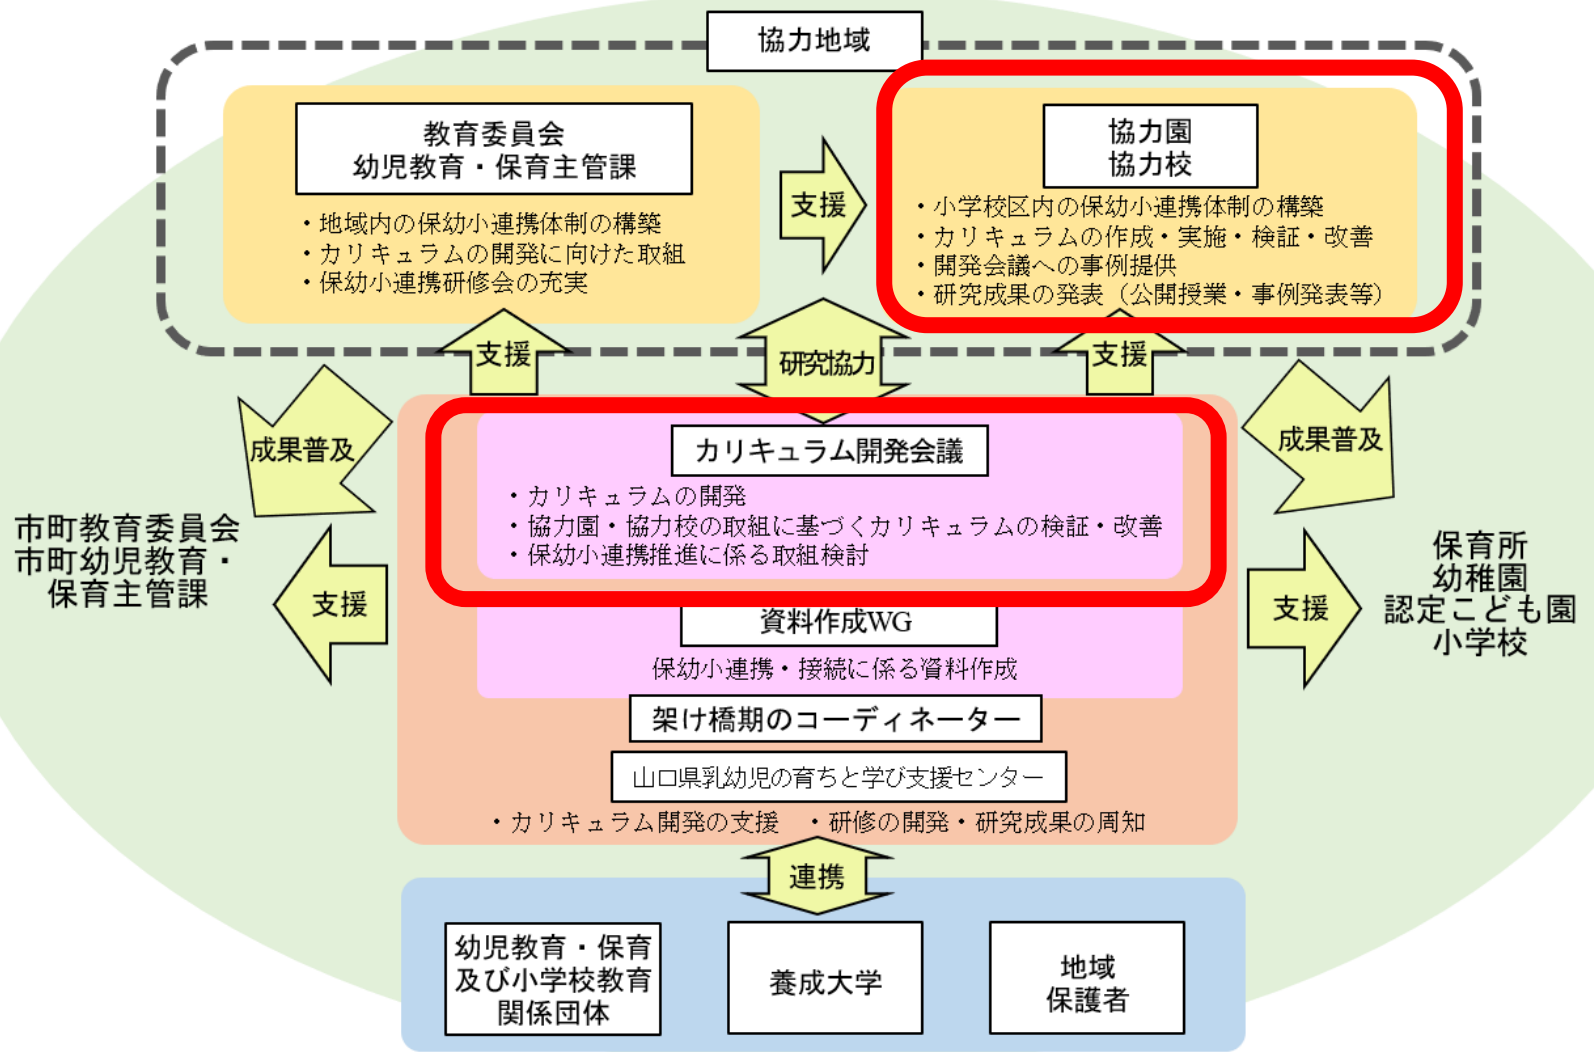 協力地域
教育委員会
幼児教育・保育主管課
・地域内の保幼小連携体制の構築
・カリキュラムの開発に向けた取組
・保幼小連携研修会の充実
支援
協力園
協力校
・小学校区内の保幼小連携体制の構築
・カリキュラムの作成・実施・検証・改善
・開発会議への事例提供
・研究成果の発表（公開授業・事例発表等）
支援
研究協力
支援
成果普及
成果普及
カリキュラム開発会議
・カリキュラムの開発
・協力園・協力校の取組に基づくカリキュラムの検証・改善
・保幼小連携推進に係る取組検討
市町教育委員会
市町幼児教育・
保育主管課
支援
支援
保育所
幼稚園
認定こども園
小学校
資料作成WG
保幼小連携・接続に係る資料作成
架け橋期のコーディネーター
山口県乳幼児の育ちと学び支援センター
・カリキュラム開発の支援　・研修の開発・研究成果の周知
連携
幼児教育・保育
及び小学校教育
関係団体
養成大学
地域
保護者